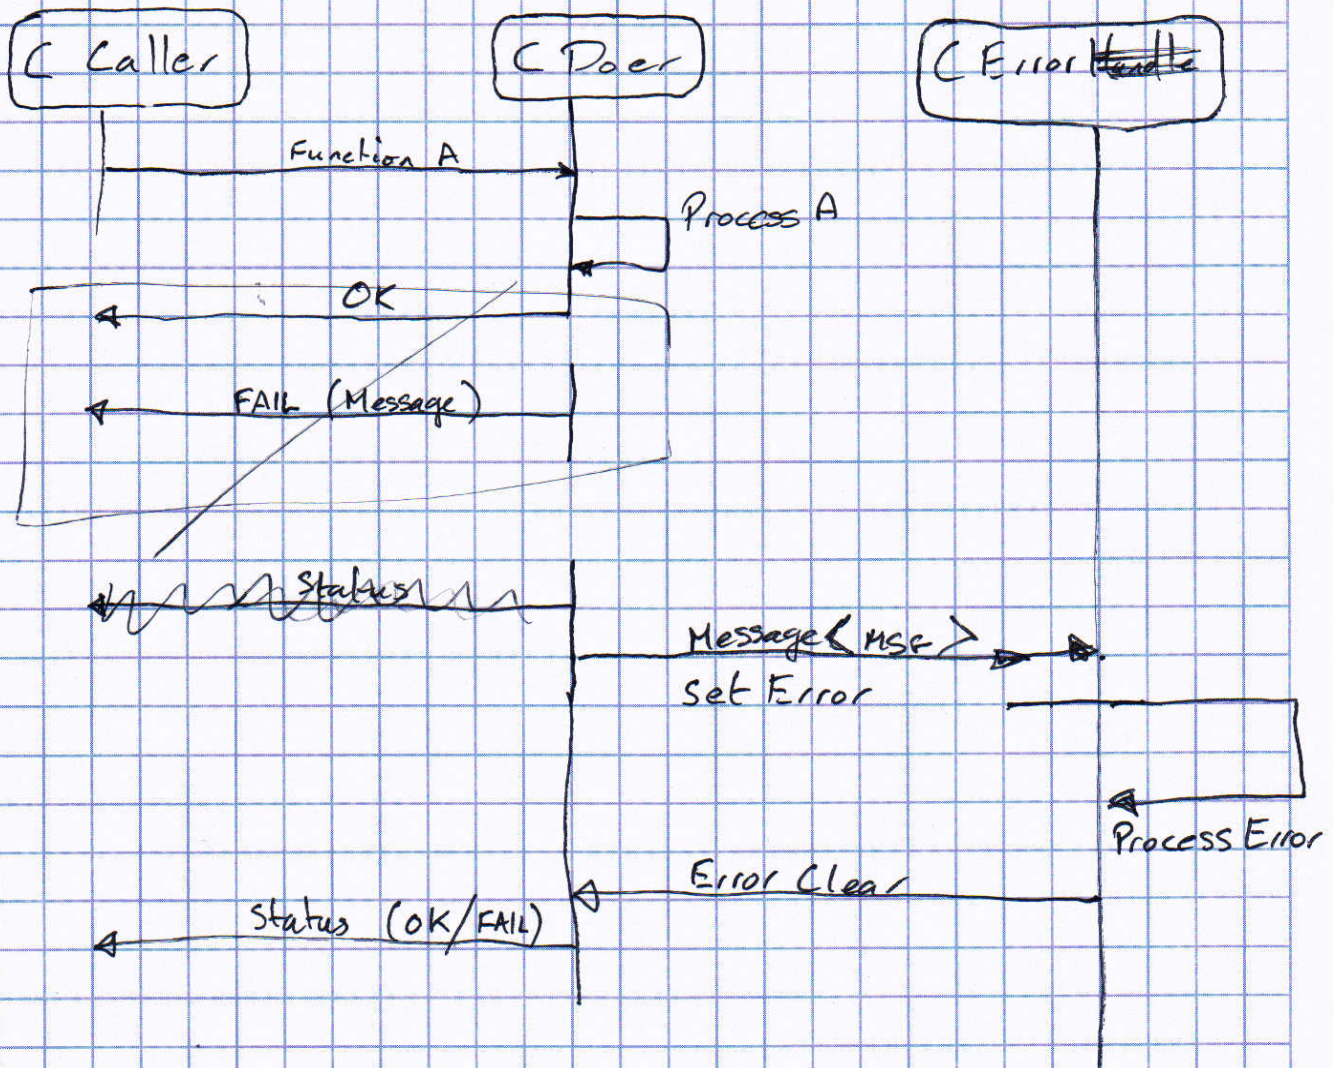 C Caller
C Doer
C Error Handle
Function A
Process A
OK
FAIL (Message)
Status
Message < MSG >
Set Error
Process Error
Error Clear
Status (OK/FAIL)